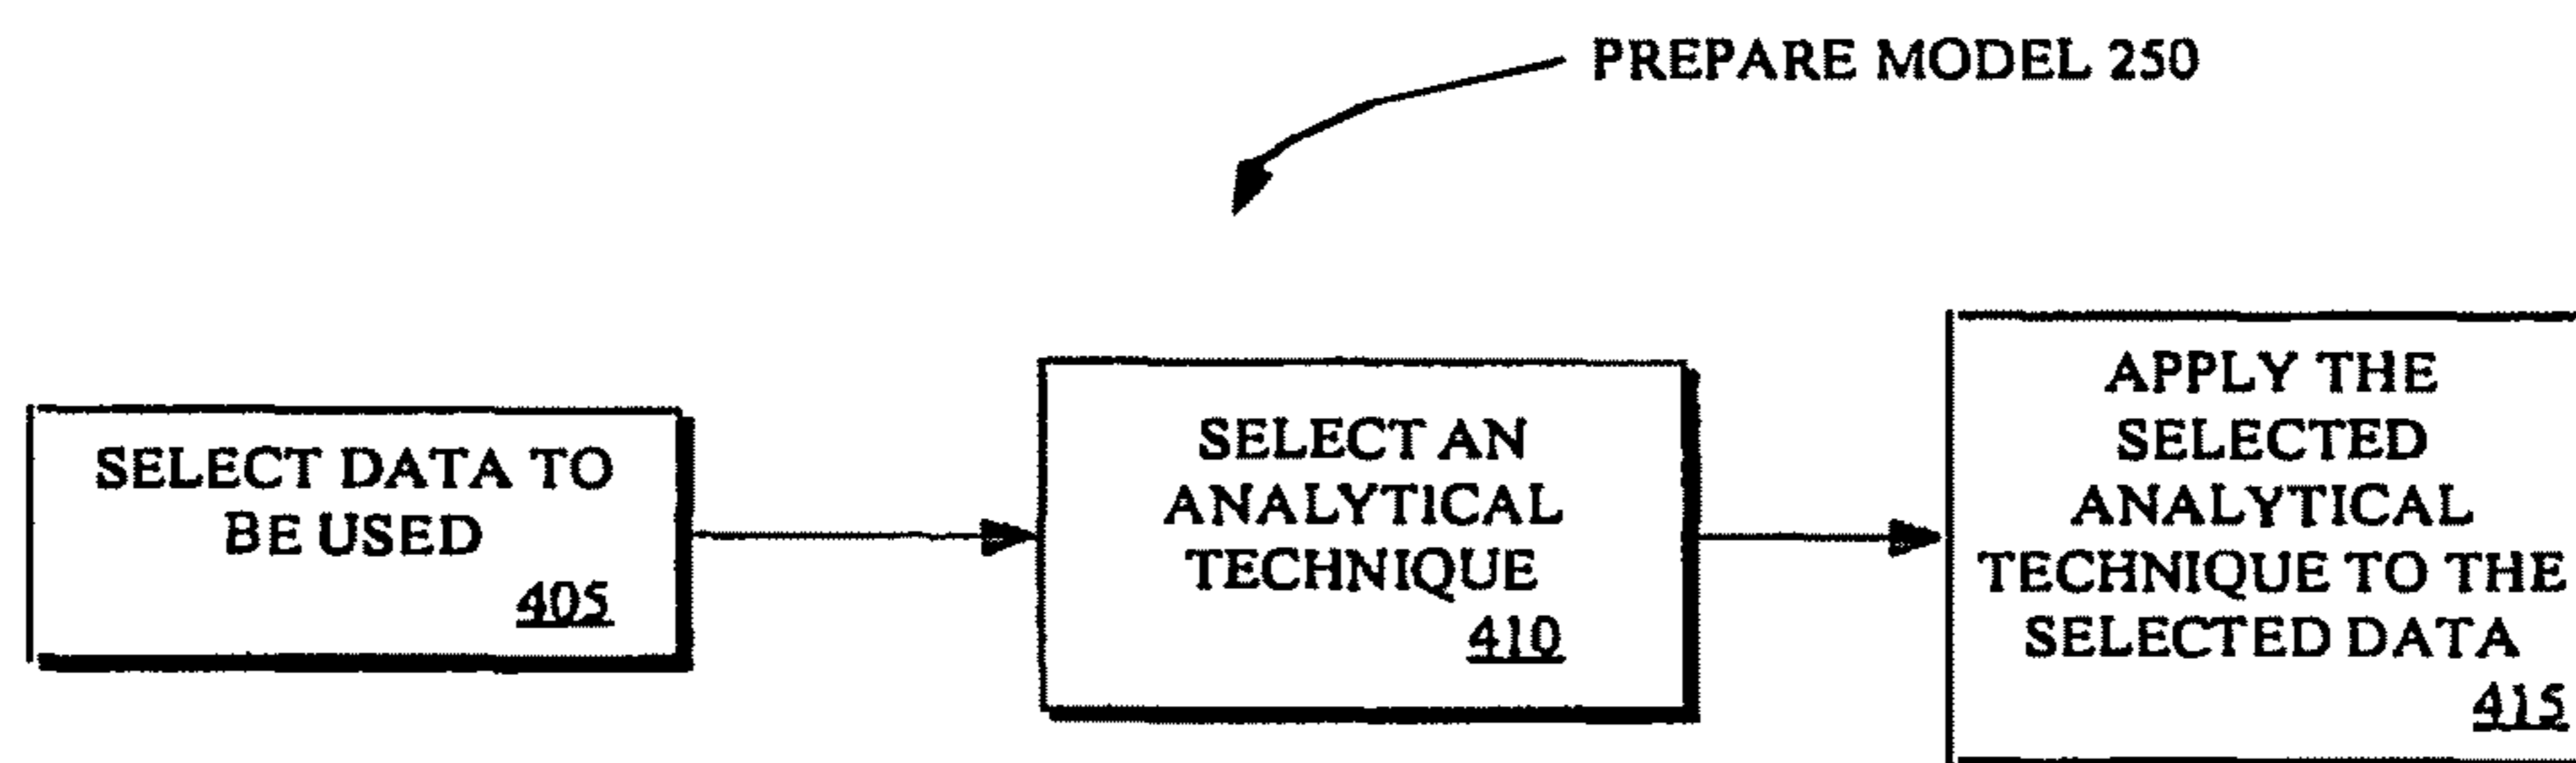 PREPARE MODEL 250
SELECT DATA TO
BE USED
405
SELECT AN
ANALYTICAL
TECHNIQUE
410
APPLY THE
SELECTED
ANALYTICAL
TECHNIQUE TO THE
SELECTED DATA
415